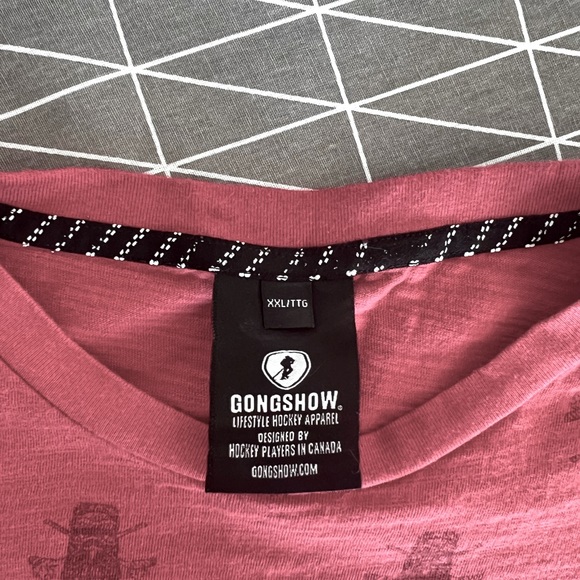 XXL/TTG
GONGSHOW
LIFESTYLE HOCKEY APPAREL
DESIGNED BY
HOCKEY PLAYERS IN CANADA
GONGSHOW.COM